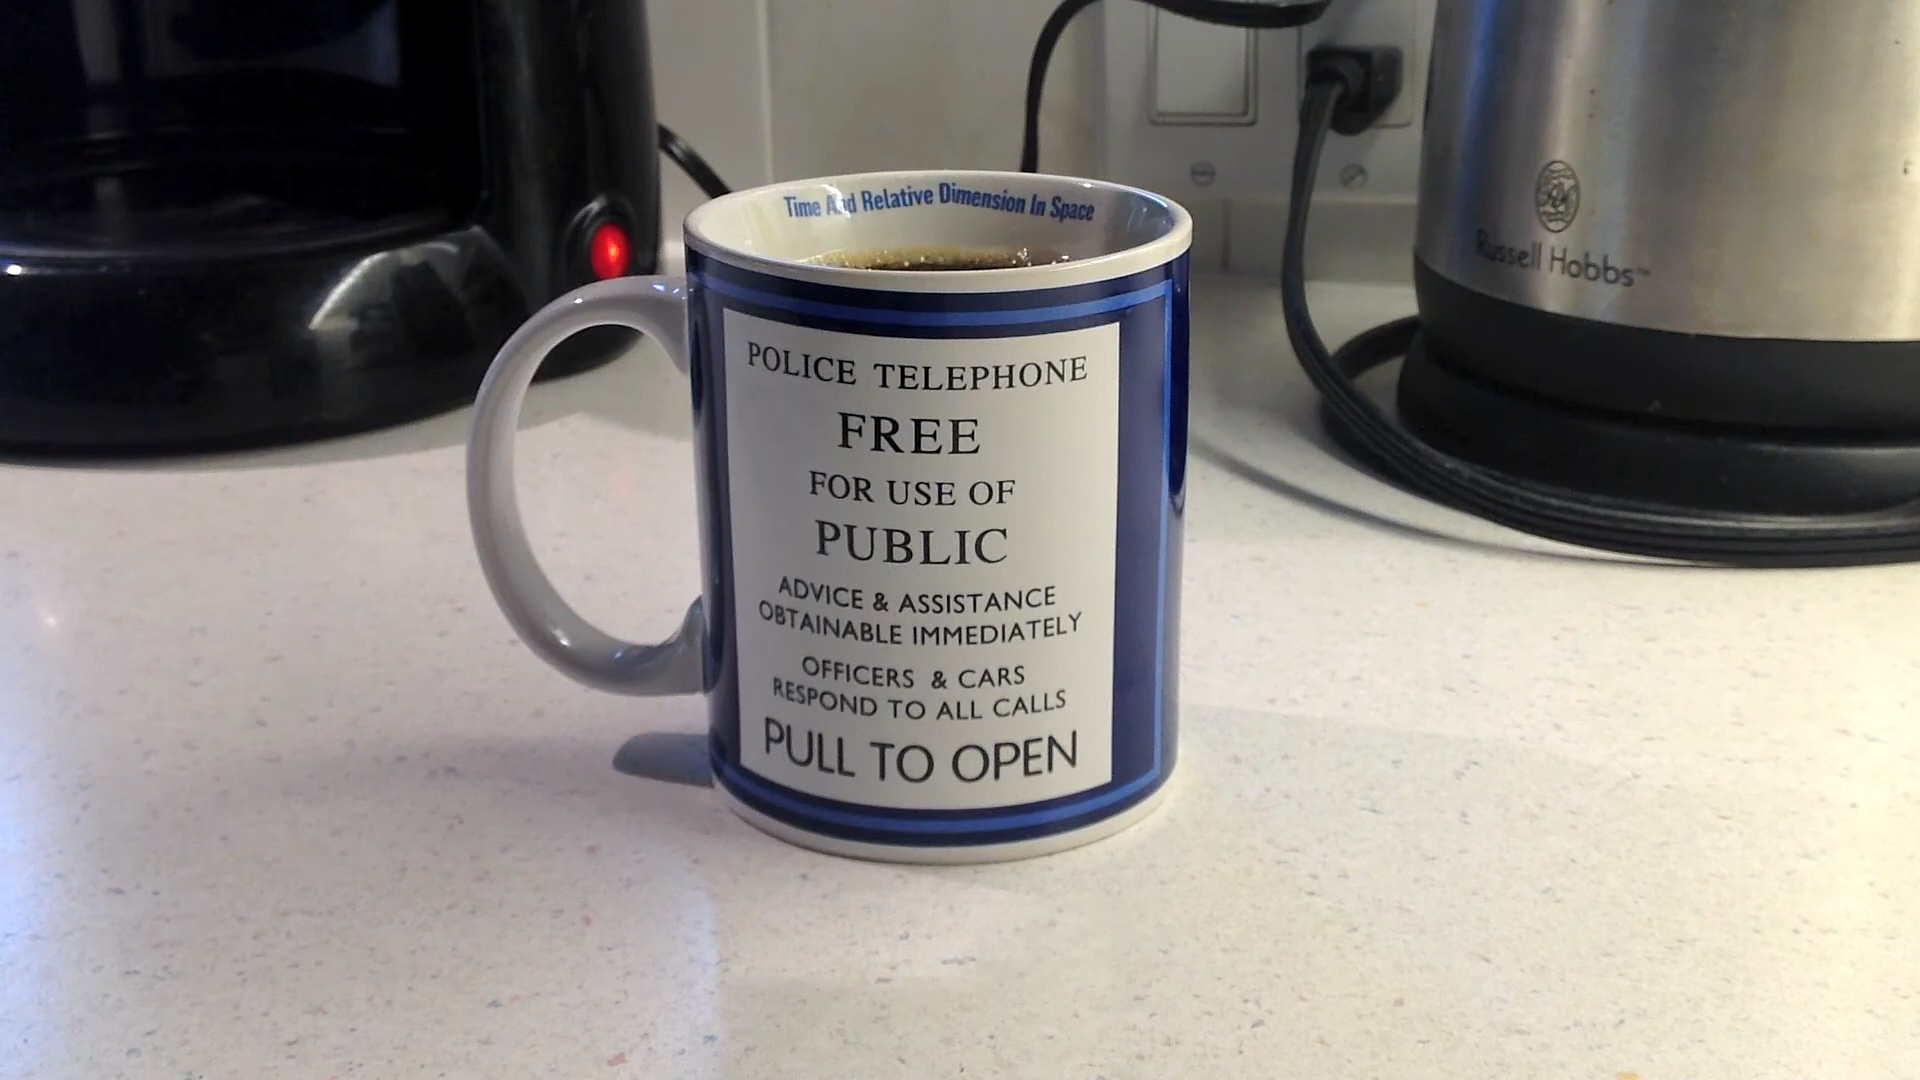 Time And Relative Dimension In Space
POLICE TELEPHONE
FREE
FOR USE OF
PUBLIC
ADVICE & ASSISTANCE
OBTAINABLE IMMEDIATELY
OFFICERS & CARS
RESPOND TO ALL CALLS
PULL TO OPEN
Russell Hobbs™